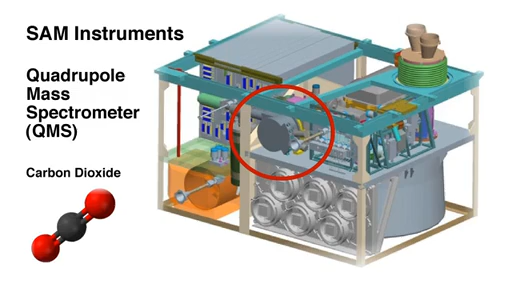 SAM Instruments
Quadrupole
Mass
Spectrometer
(QMS)
Carbon Dioxide